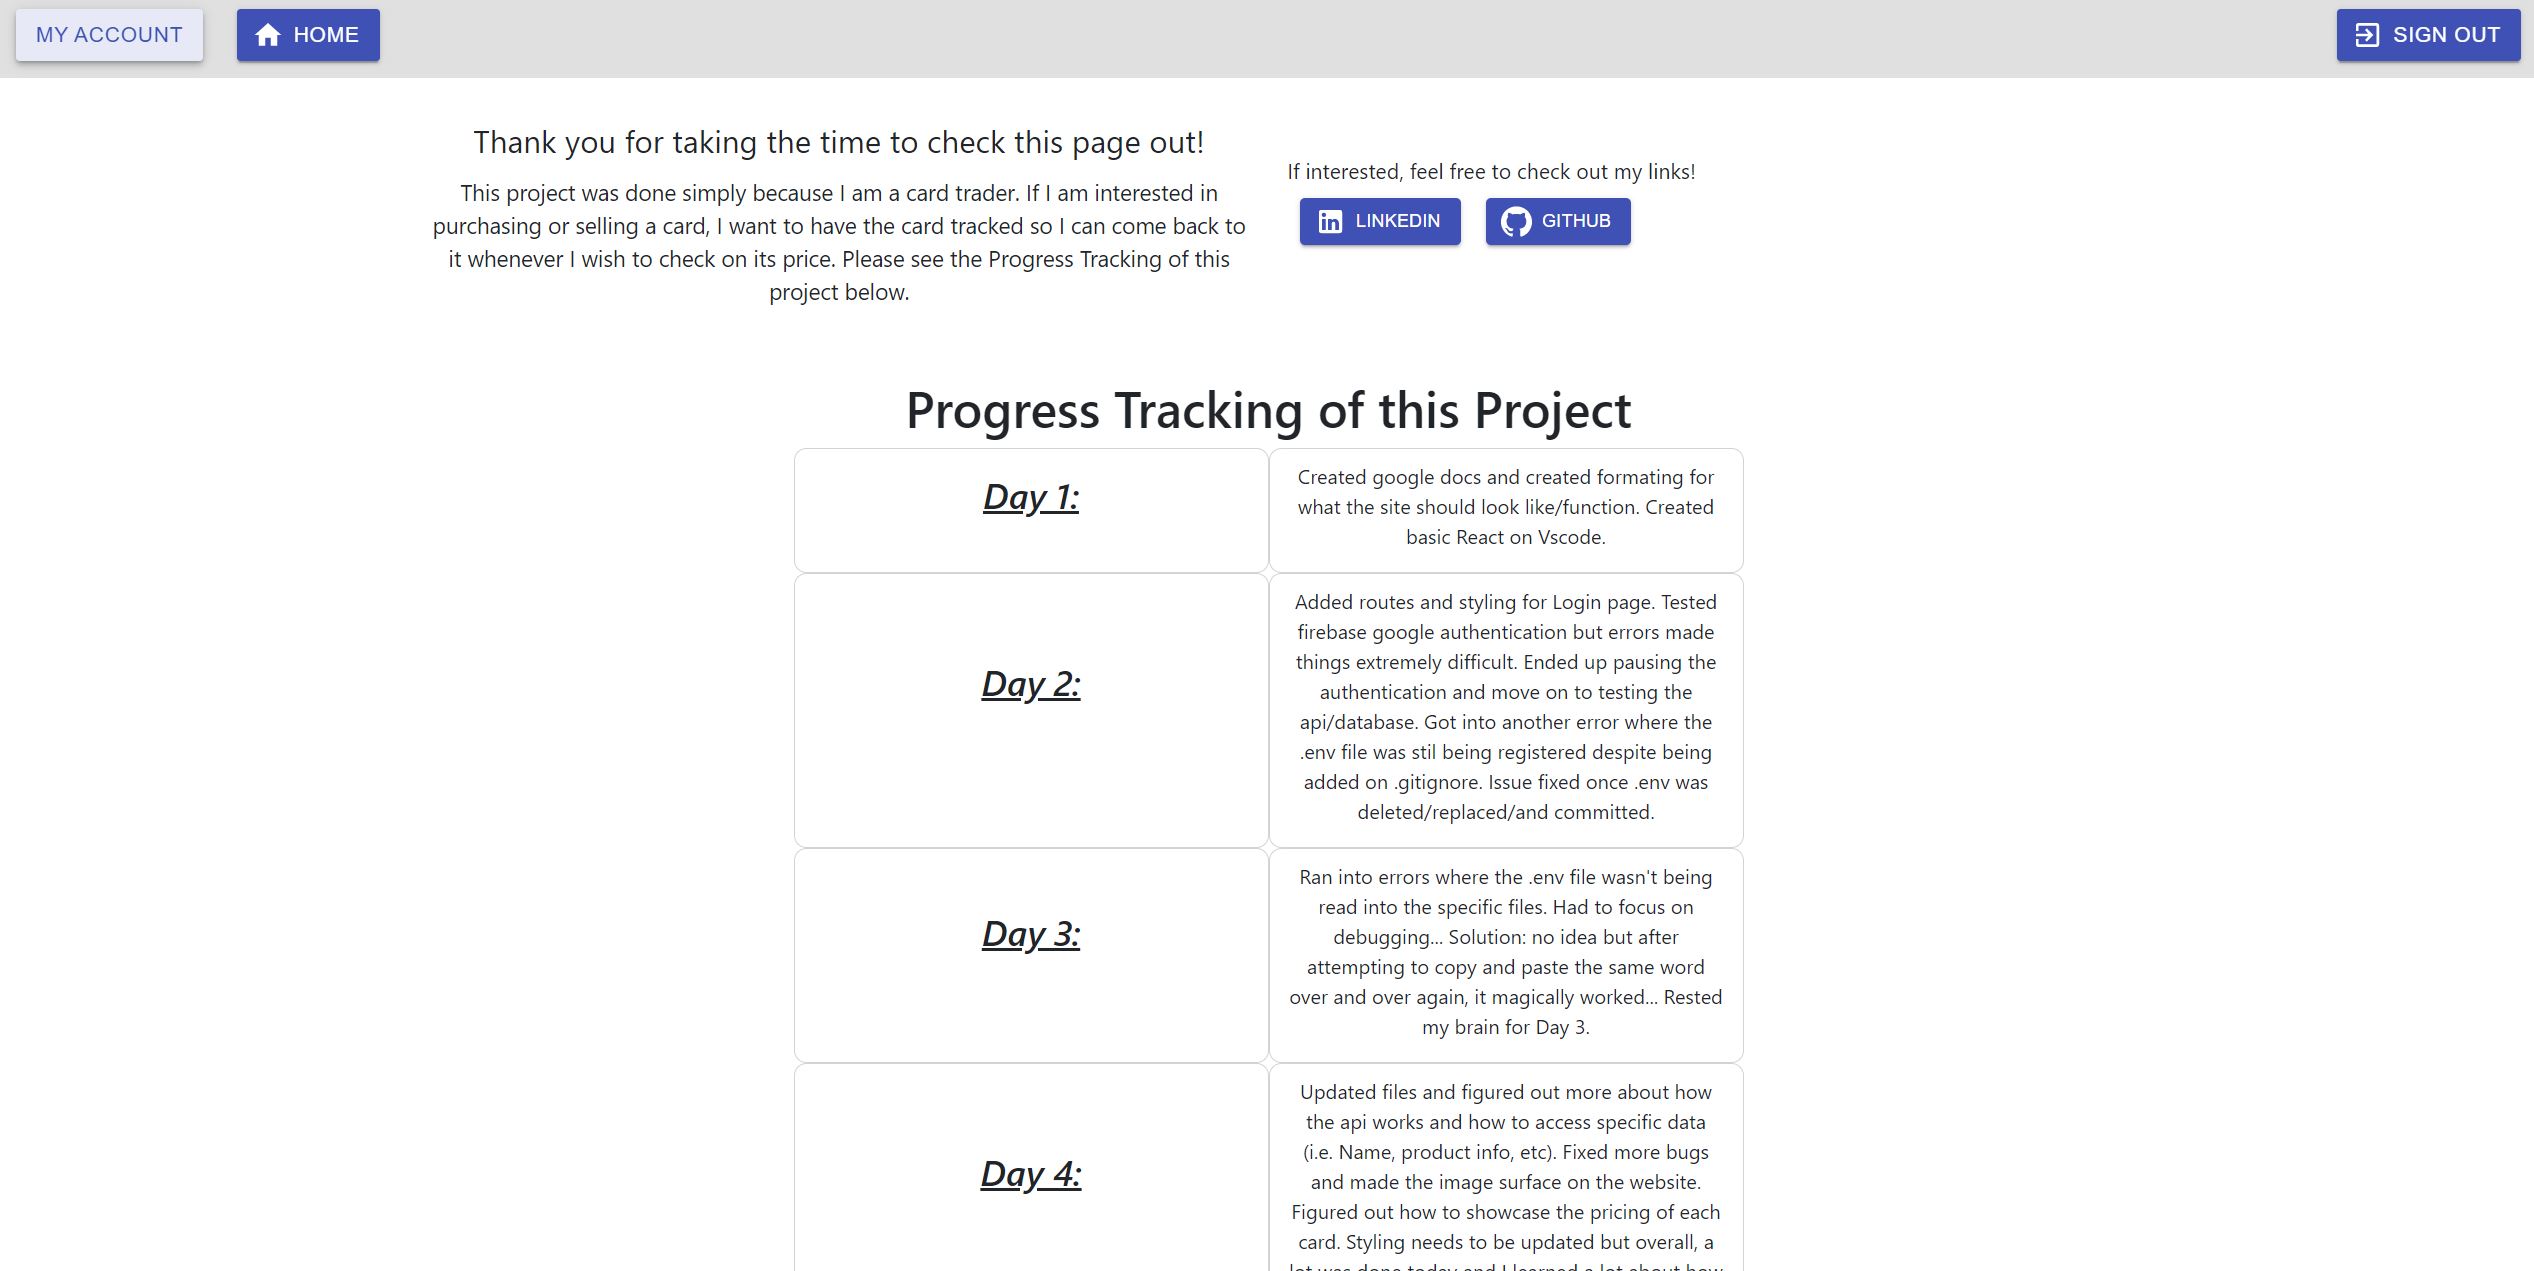 MY ACCOUNT
HOME
SIGN OUT
Thank you for taking the time to check this page out!
This project was done simply because I am a card trader. If I am interested in
purchasing or selling a card, I want to have the card tracked so I can come back to
it whenever I wish to check on its price. Please see the Progress Tracking of this
project below.
If interested, feel free to check out my links!
LINKEDIN
GITHUB
Progress Tracking of this Project
Day 1:
Created google docs and created formating for
what the site should look like/function. Created
basic React on Vscode.
Day 2:
Added routes and styling for Login page. Tested
firebase google authentication but errors made
things extremely difficult. Ended up pausing the
authentication and move on to testing the
api/database. Got into another error where the
.env file was stil being registered despite being
added on .gitignore. Issue fixed once .env was
deleted/replaced/and committed.
Day 3:
Ran into errors where the .env file wasn't being
read into the specific files. Had to focus on
debugging... Solution: no idea but after
attempting to copy and paste the same word
over and over again, it magically worked... Rested
my brain for Day 3.
Day 4:
Updated files and figured out more about how
the api works and how to access specific data
(i.e. Name, product info, etc). Fixed more bugs
and made the image surface on the website.
Figured out how to showcase the pricing of each
card. Styling needs to be updated but overall, a
lot was done today and I learned a lot about how